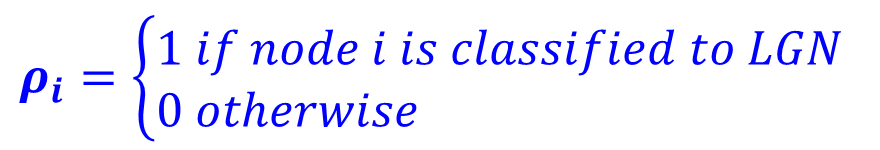 ρᵢ = {1 if node i is classified to LGN
0 otherwise